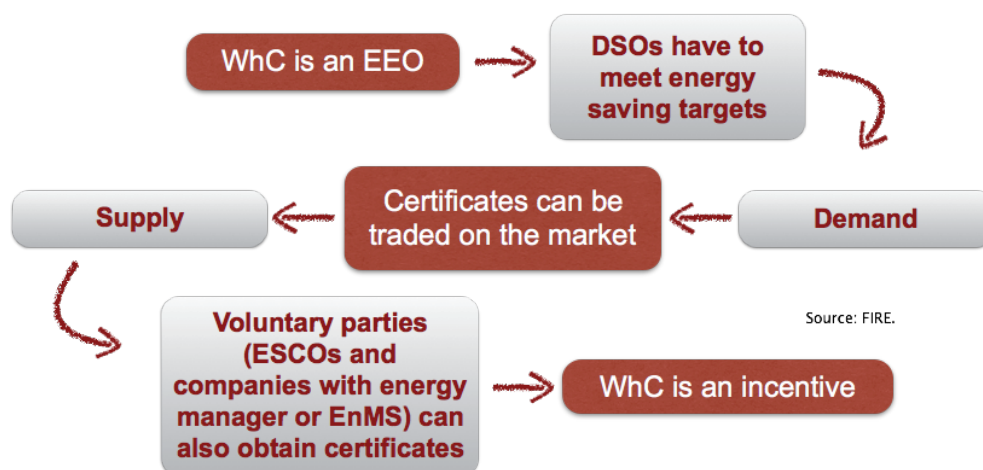 WhC is an EEO
DSOs have to
meet energy
saving targets
Supply
Certificates can be
traded on the market
Demand
Voluntary parties
(ESCOs and
companies with energy
manager or EnMS) can
also obtain certificates
Source: FIRE.
WhC is an incentive